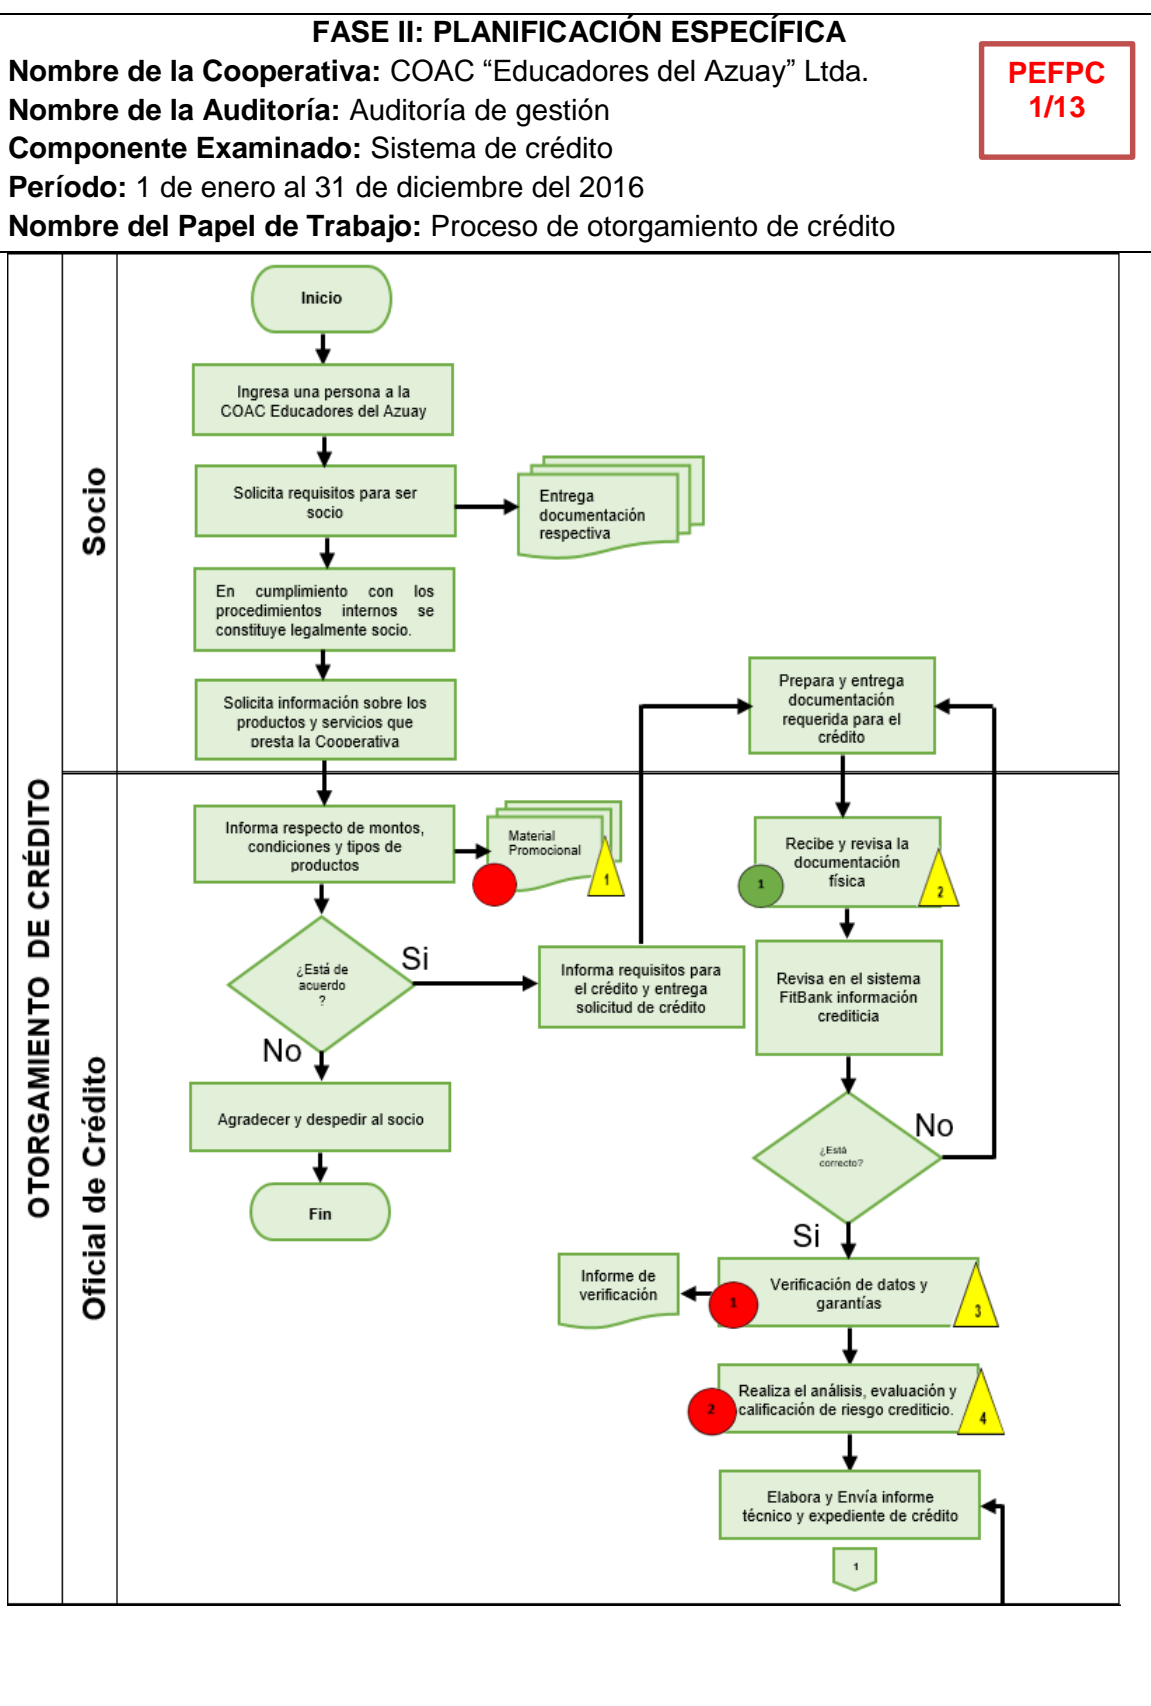 FASE II: PLANIFICACIÓN ESPECÍFICA
Nombre de la Cooperativa: COAC “Educadores del Azuay” Ltda.
Nombre de la Auditoría: Auditoría de gestión
Componente Examinado: Sistema de crédito
Período: 1 de enero al 31 de diciembre del 2016
Nombre del Papel de Trabajo: Proceso de otorgamiento de crédito
PEFPC
1/13
OTORGAMIENTO DE CRÉDITO
Socio
Inicio
Ingresa una persona a la
COAC Educadores del Azuay
Solicita requisitos para ser
socio
Entrega
documentación
respectiva
En cumplimiento con los
procedimientos internos se
constituye legalmente socio.
Solicita información sobre los
productos y servicios que
presta la Cooperativa
Prepara y entrega
documentación
requerida para el
crédito
Oficial de Crédito
Informa respecto de montos,
condiciones y tipos de
productos
Material
Promocional
1
¿Está de
acuerdo
?
Si
No
Informa requisitos para
el crédito y entrega
solicitud de crédito
Agradecer y despedir al socio
Fin
Recibe y revisa la
documentación
física
1
2
Revisa en el sistema
FitBank información
crediticia
¿Está
correcto?
No
Si
Verificación de datos y
garantías
1
3
Informe de
verificación
Realiza el análisis, evaluación y
calificación de riesgo crediticio.
2
4
Elabora y Envía informe
técnico y expediente de crédito
1